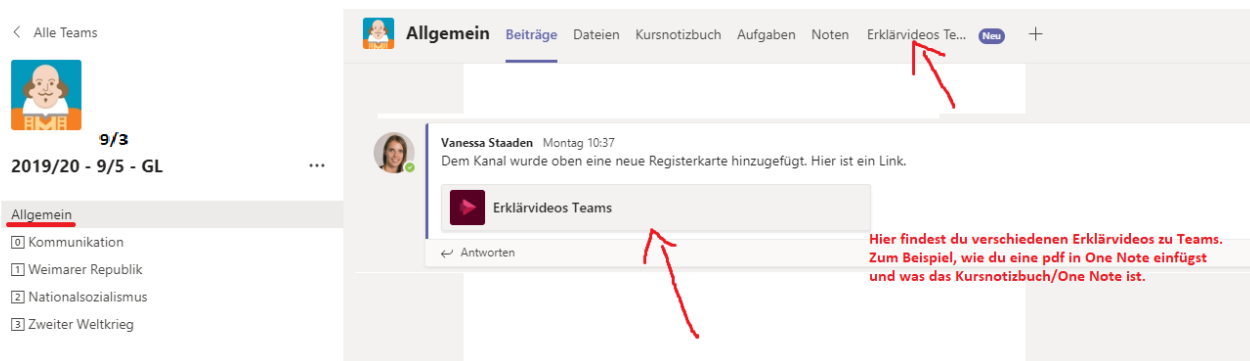 Alle Teams
9/3
2019/20 - 9/5 - GL
...
Allgemein
0 Kommunikation
1 Weimarer Republik
2 Nationalsozialismus
3 Zweiter Weltkrieg
Allgemein Beiträge Dateien Kursnotizbuch Aufgaben Noten Erklärvideos Te... Neu +
Vanessa Staaden Montag 10:37
Dem Kanal wurde oben eine neue Registerkarte hinzugefügt. Hier ist ein Link.
Erklärvideos Teams
Antworten
Hier findest du verschiedenen Erklärvideos zu Teams.
Zum Beispiel, wie du eine pdf in One Note einfügst
und was das Kursnotizbuch/One Note ist.